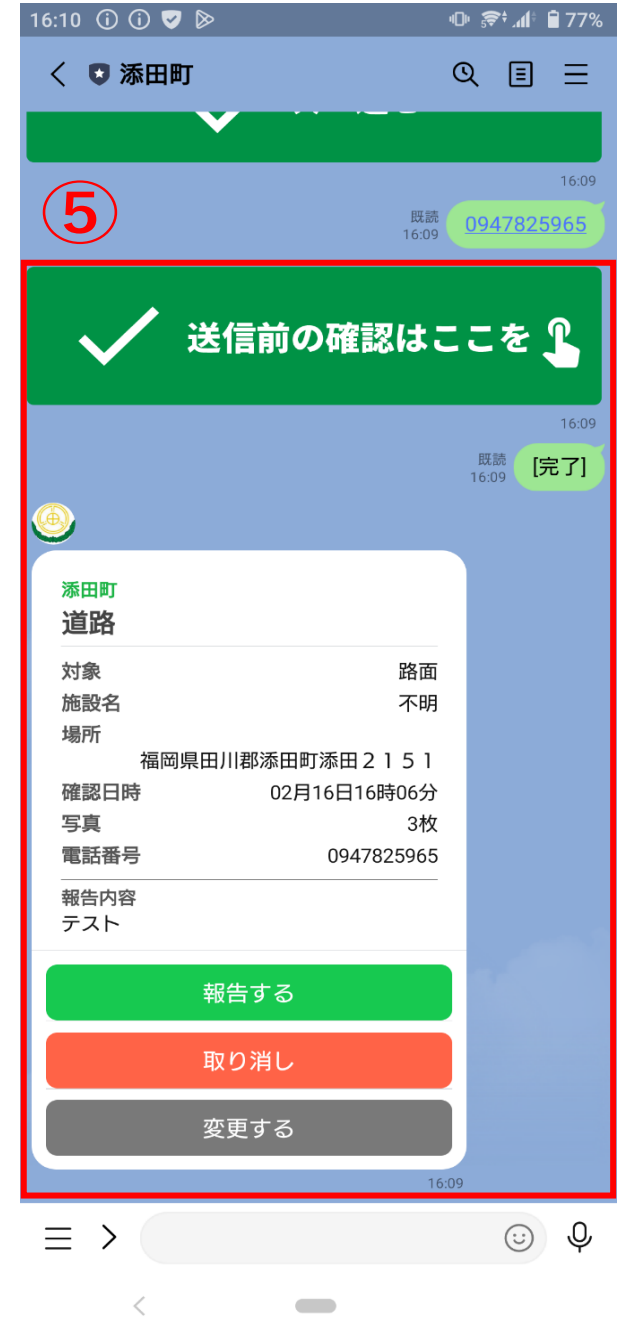 16:10 77%
添田町
16:09
⑤
既読
16:09
0947825965
送信前の確認はここを
16:09
既読
16:09
[完了]
添田町
道路
対象 路面
施設名 不明
場所
福岡県田川郡添田町添田２１５１
確認日時 02月16日16時06分
写真 3枚
電話番号 0947825965
報告内容
テスト
報告する
取り消し
変更する
16:09